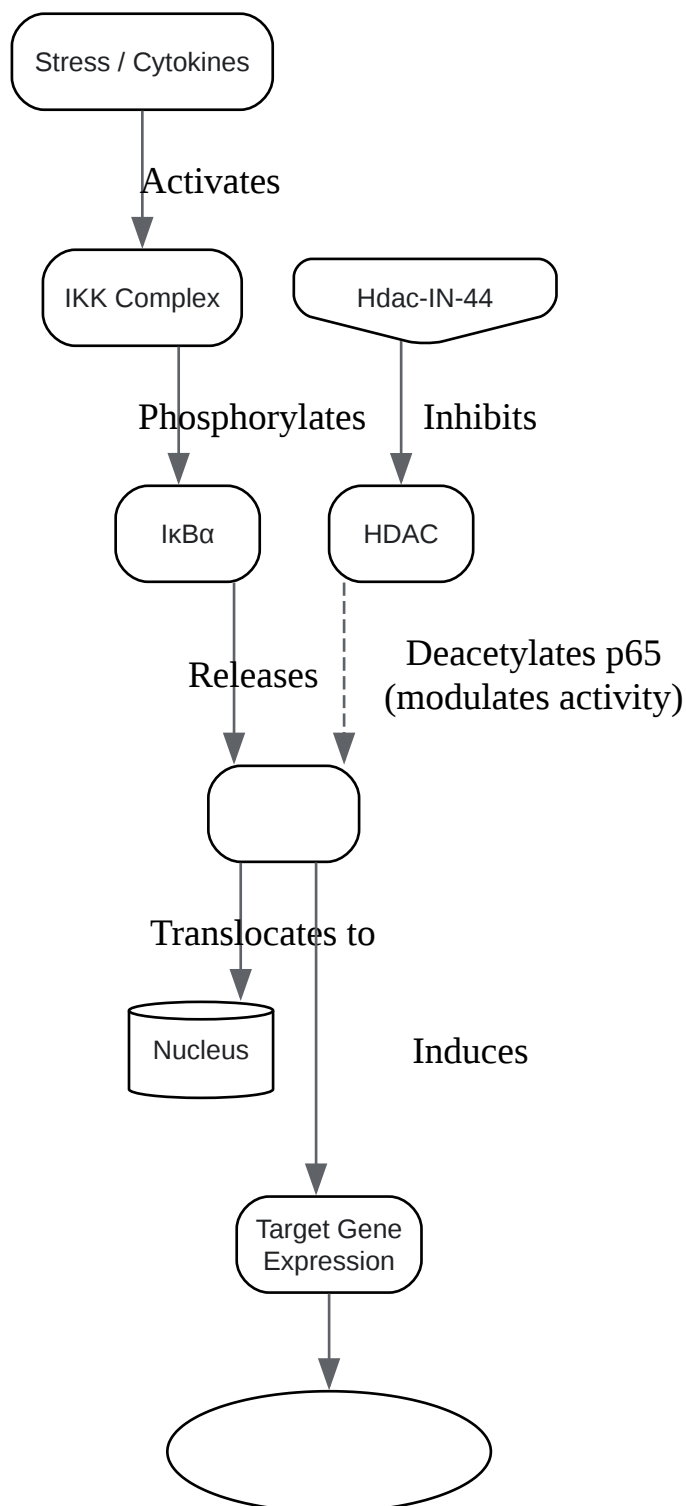 Stress / Cytokines
Activates
IKK Complex
Hdac-IN-44
Phosphorylates
Inhibits
IκBα
HDAC
Releases
Deacetylates p65
(modulates activity)
Translocates to
Nucleus
Induces
Target Gene
Expression